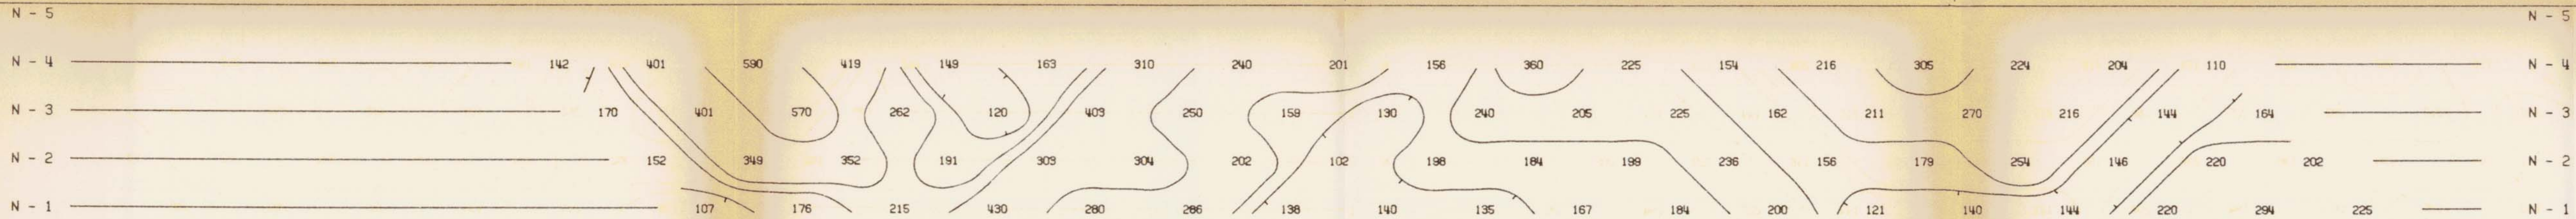 N - 5 N - 5
N - 4 142 401 590 419 149 163 310 240 201 156 360 225 154 216 305 224 204 110 N - 4
N - 3 170 401 570 262 120 409 250 159 130 240 205 225 162 211 270 216 144 164 N - 3
N - 2 152 349 352 191 309 304 202 102 198 184 199 236 156 179 254 146 220 202 N - 2
N - 1 107 176 215 430 280 286 138 140 135 167 184 200 121 140 144 220 294 225 N - 1